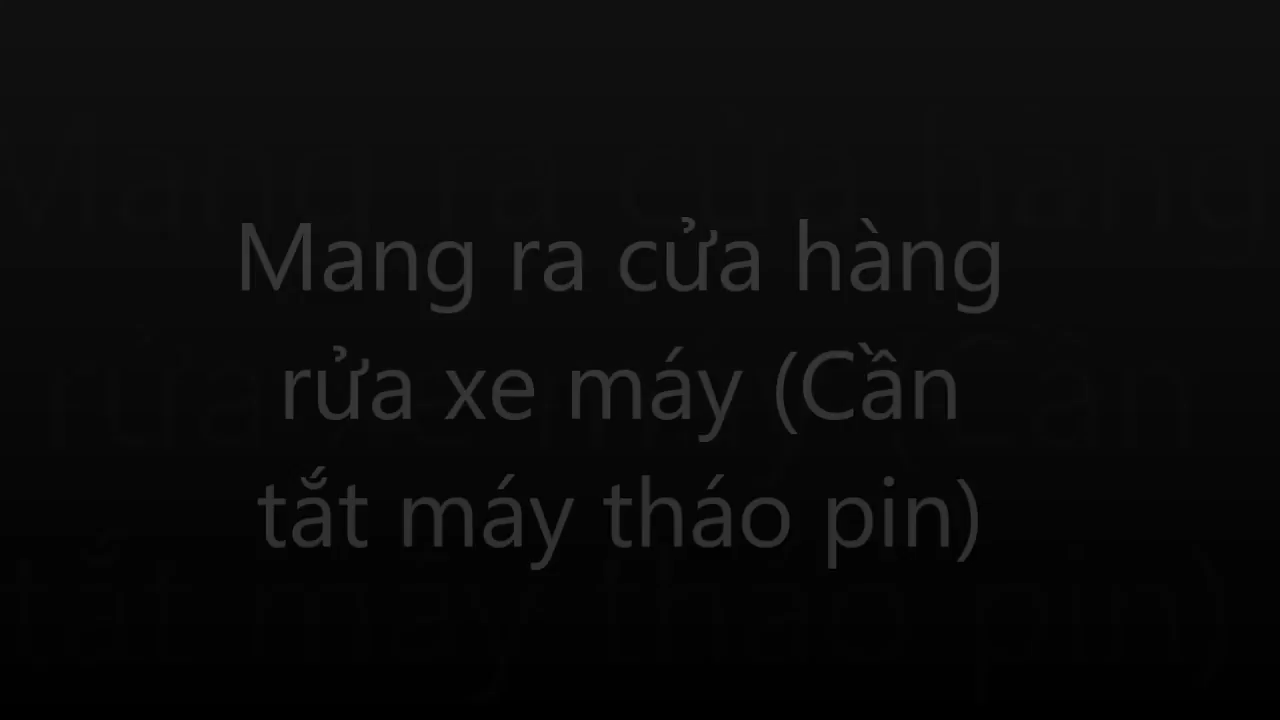 Mang ra cửa hàng
rửa xe máy (Cần
tắt máy tháo pin)